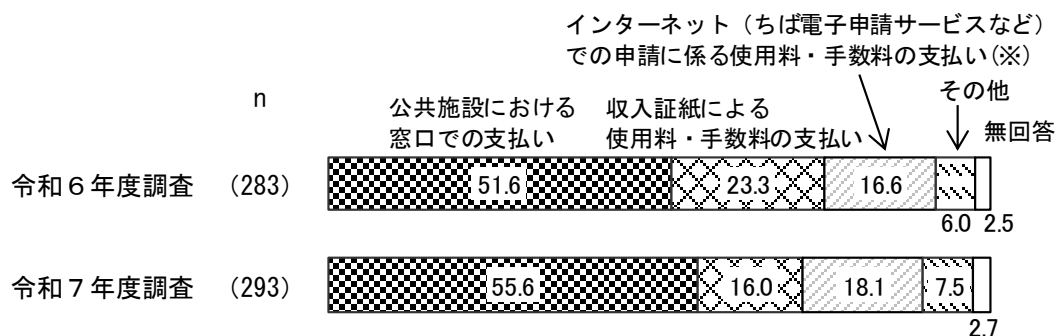 インターネット（ちば電子申請サービスなど）
での申請に係る使用料・手数料の支払い(※)
その他
n
公共施設における
窓口での支払い
収入証紙による
使用料・手数料の支払い
無回答
令和６年度調査 (283) 51.6 23.3 16.6
6.0 2.5
令和７年度調査 (293) 55.6 16.0 18.1 7.5
2.7